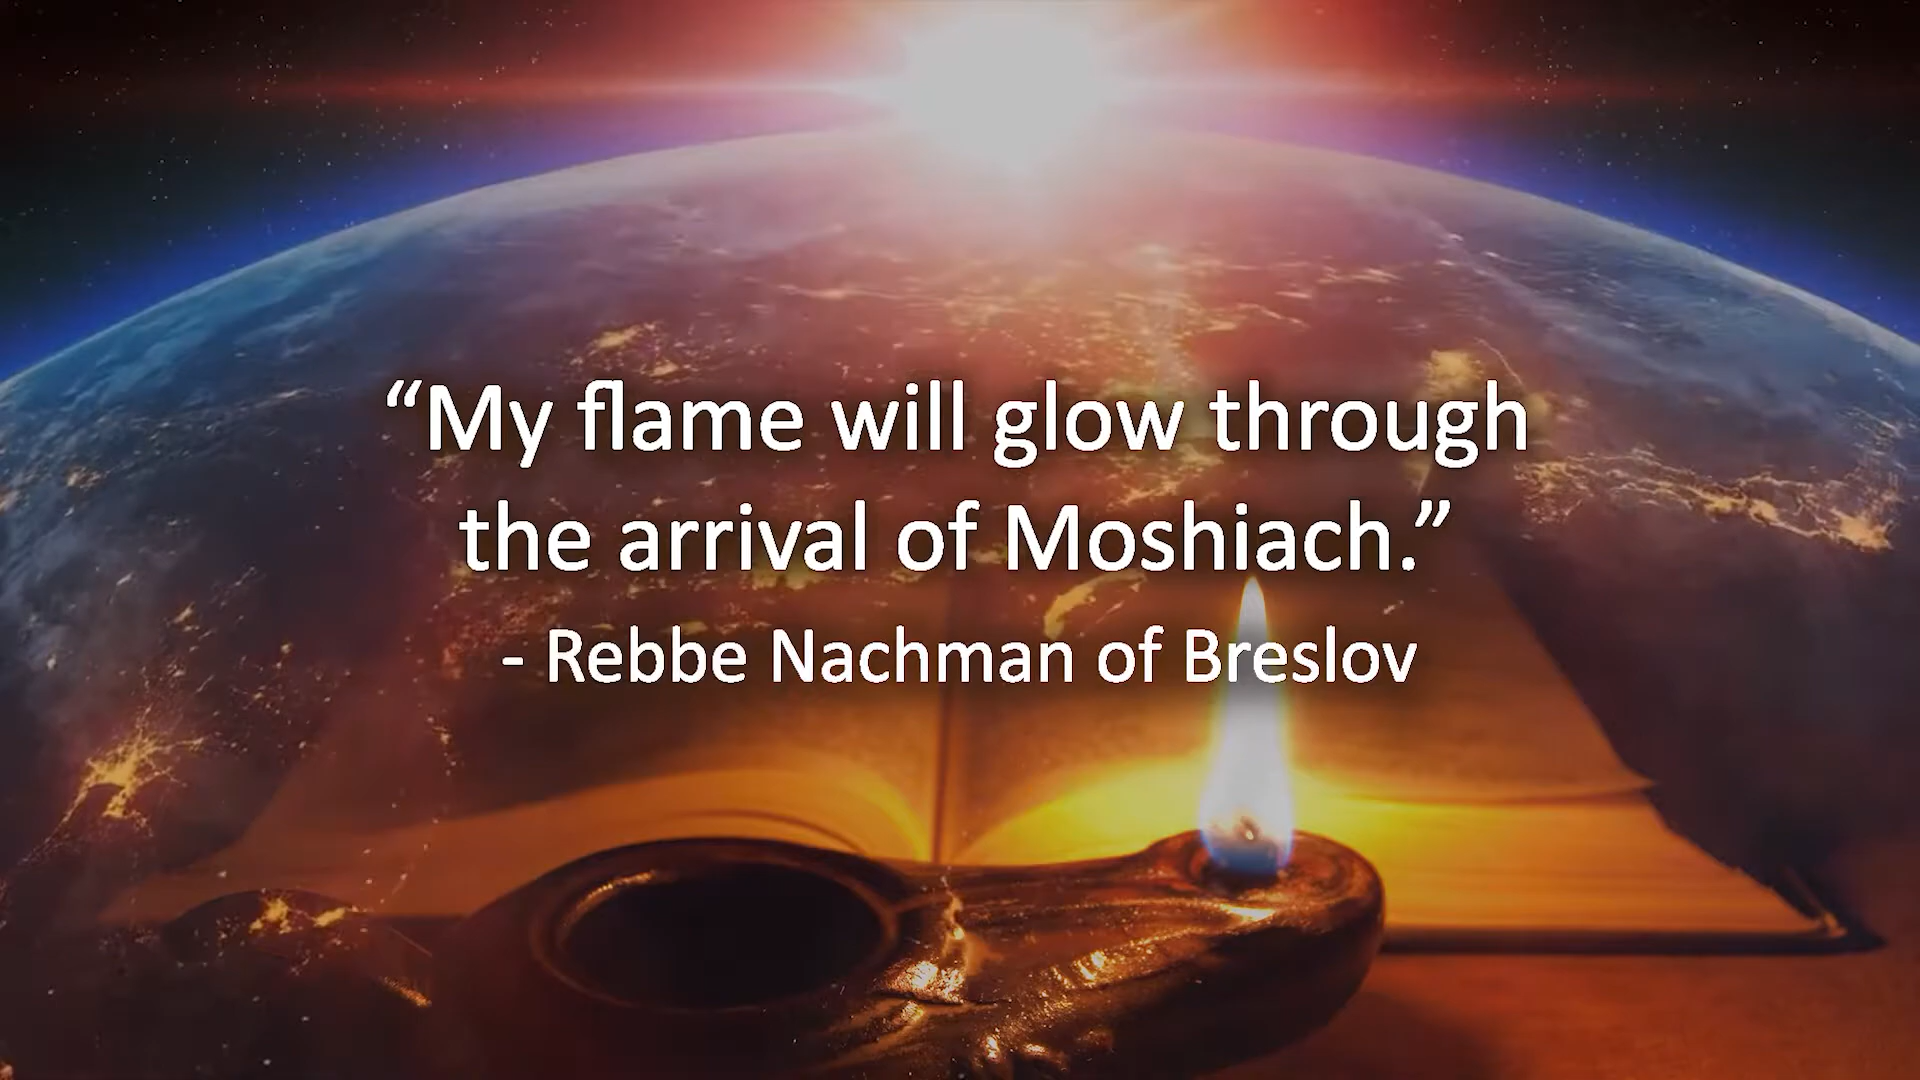 “My flame will glow through
the arrival of Moshiach.”
- Rebbe Nachman of Breslov